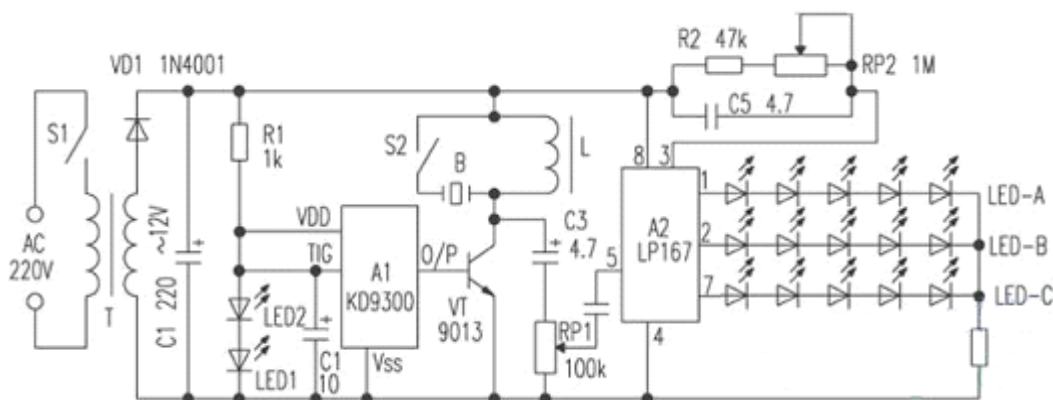 R2 47k
VD1 1N4001
RP2 1M
C5 4.7
S1
R1
1k
S2
B
L
8
3
1
LED-A
VDD
C3
4.7
A2
LP167
2
LED-B
AC
220V
~12V
TIG
A1
KD9300
O/P
5
7
LED-C
T
C1 220
LED2
VT
9013
RP1
100k
4
LED1
C1
10
Vss